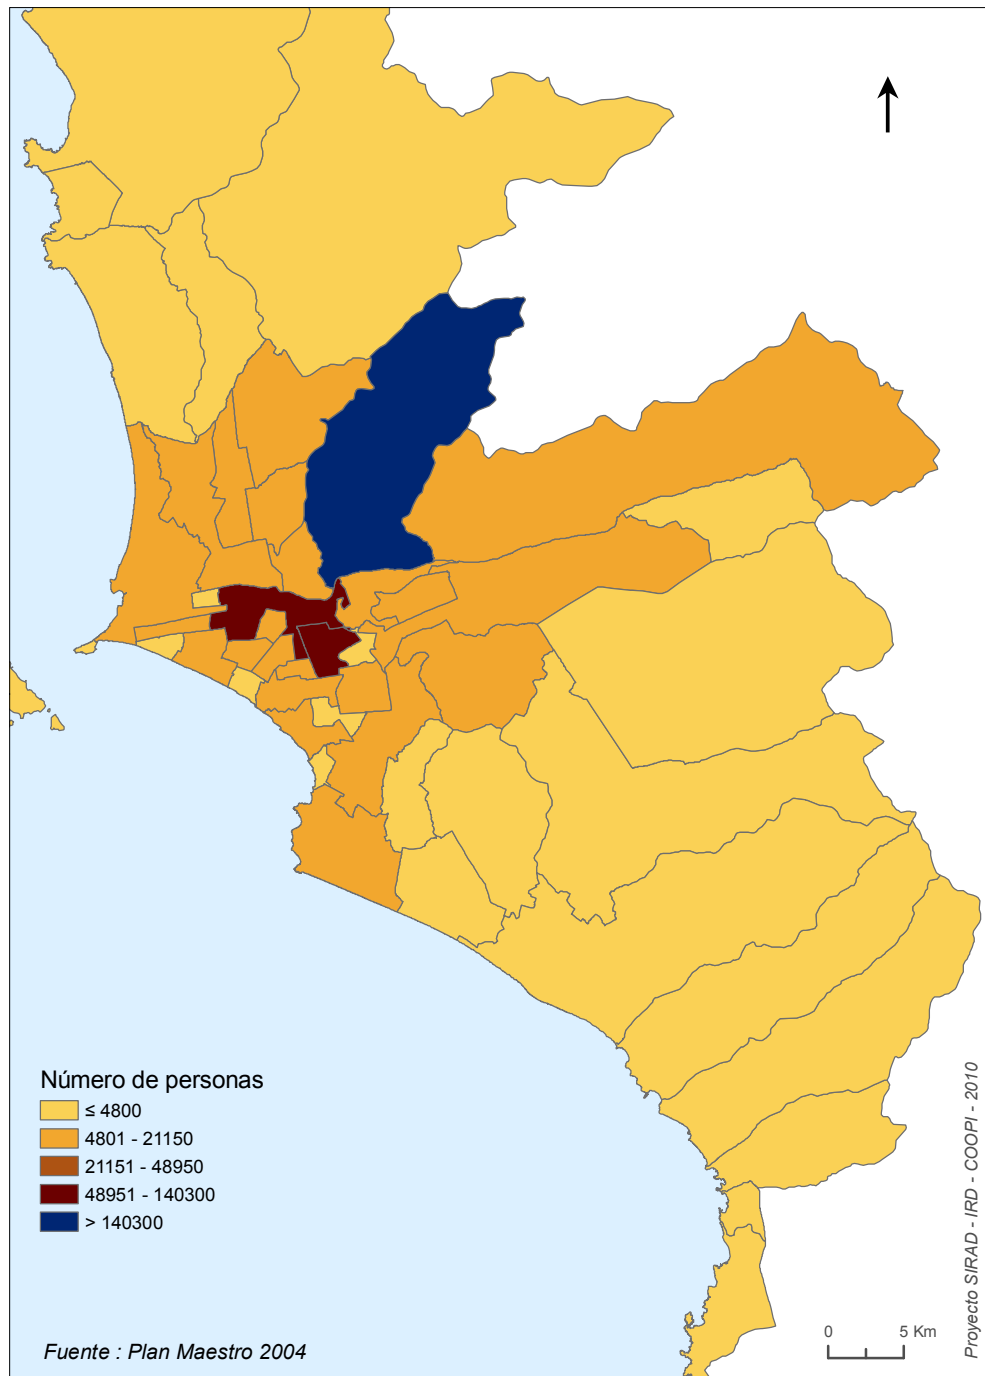 Número de personas
≤ 4800
4801 - 21150
21151 - 48950
48951 - 140300
> 140300
Fuente : Plan Maestro 2004
0 5 Km
Proyecto SIRAD - IRD - COOPI - 2010